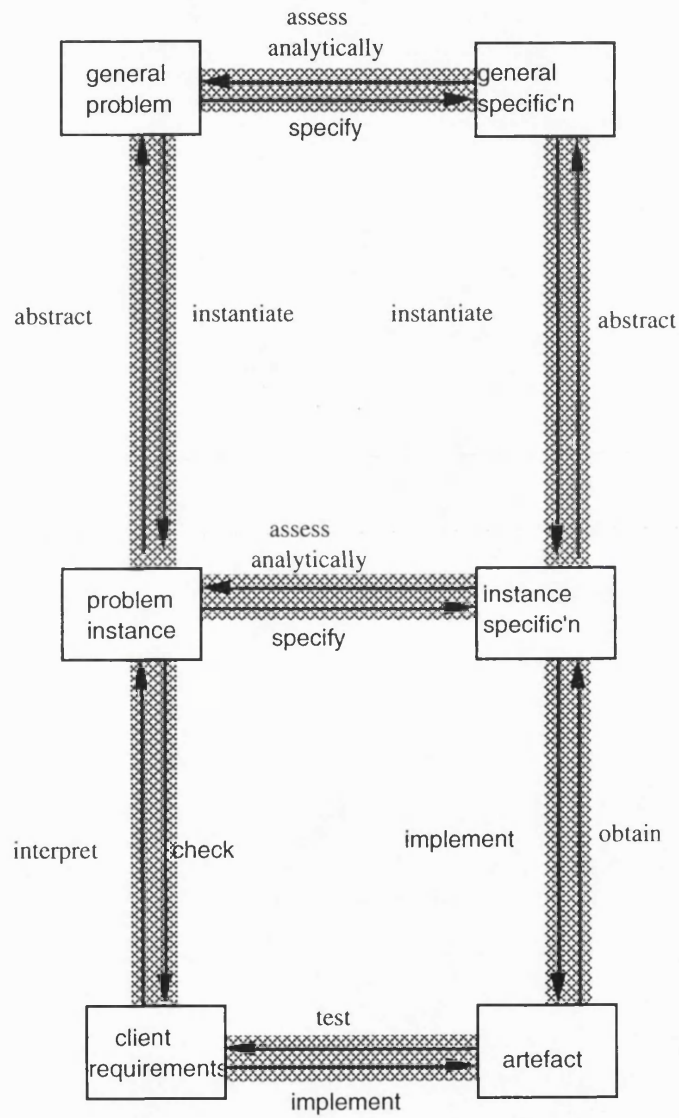 assess
analytically
general
problem
general
specific'n
specify
abstract
instantiate
instantiate
abstract
assess
analytically
problem
instance
instance
specific'n
specify
interpret
check
implement
obtain
client
requirements
test
artefact
implement